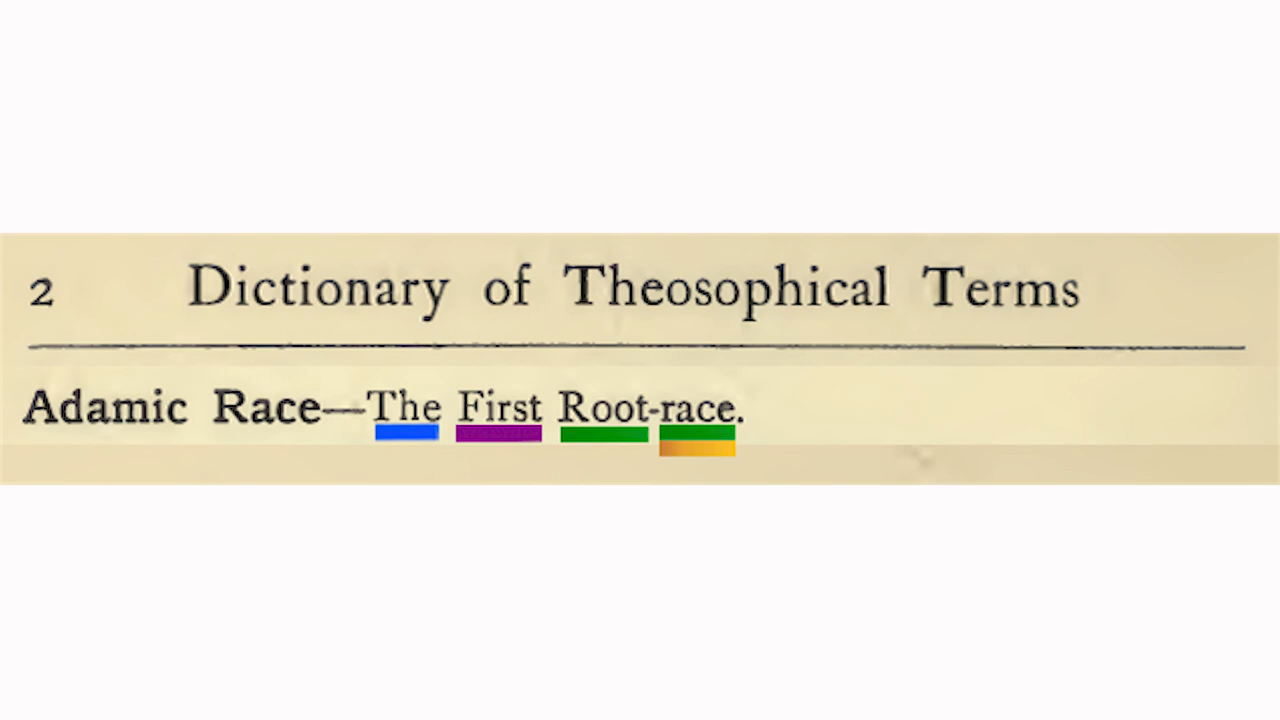 2 Dictionary of Theosophical Terms
Adamic Race—The First Root-race.